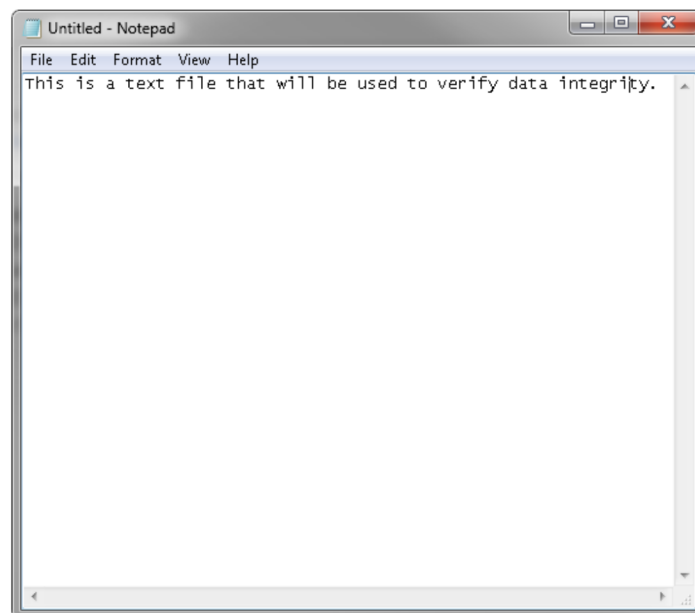 Untitled - Notepad
File Edit Format View Help
This is a text file that will be used to verify data integrity.